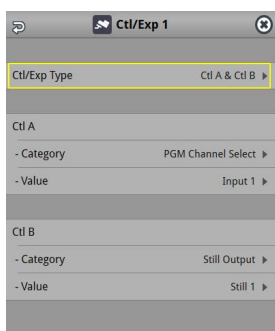 Ctl/Exp 1
Ctl/Exp Type Ctl A & Ctl B
Ctl A
- Category PGM Channel Select
- Value Input 1
Ctl B
- Category Still Output
- Value Still 1